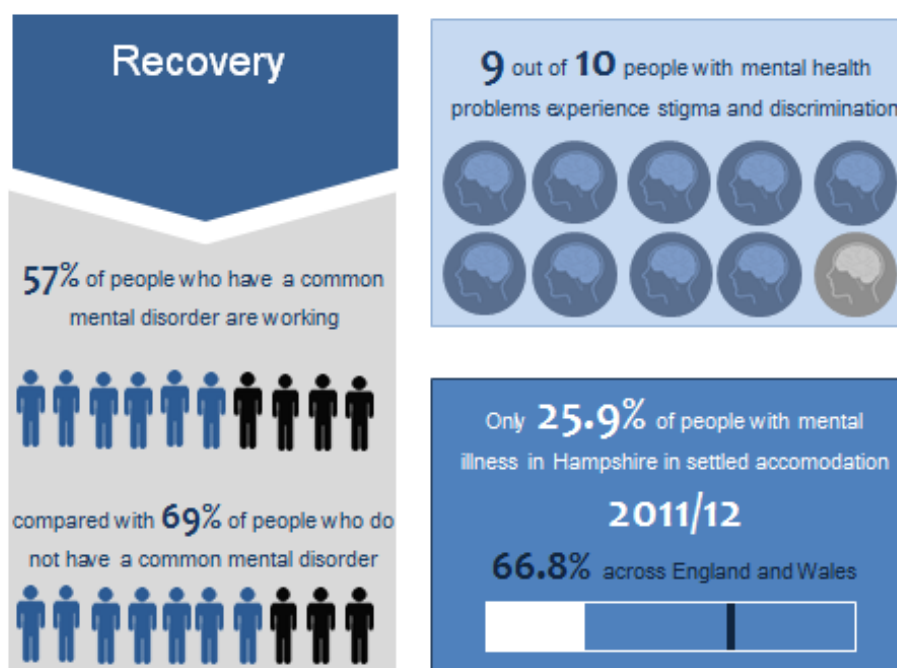 Recovery
57% of people who have a common
mental disorder are working
compared with 69% of people who do
not have a common mental disorder
9 out of 10 people with mental health
problems experience stigma and discrimination
Only 25.9% of people with mental
illness in Hampshire in settled accomodation
2011/12
66.8% across England and Wales